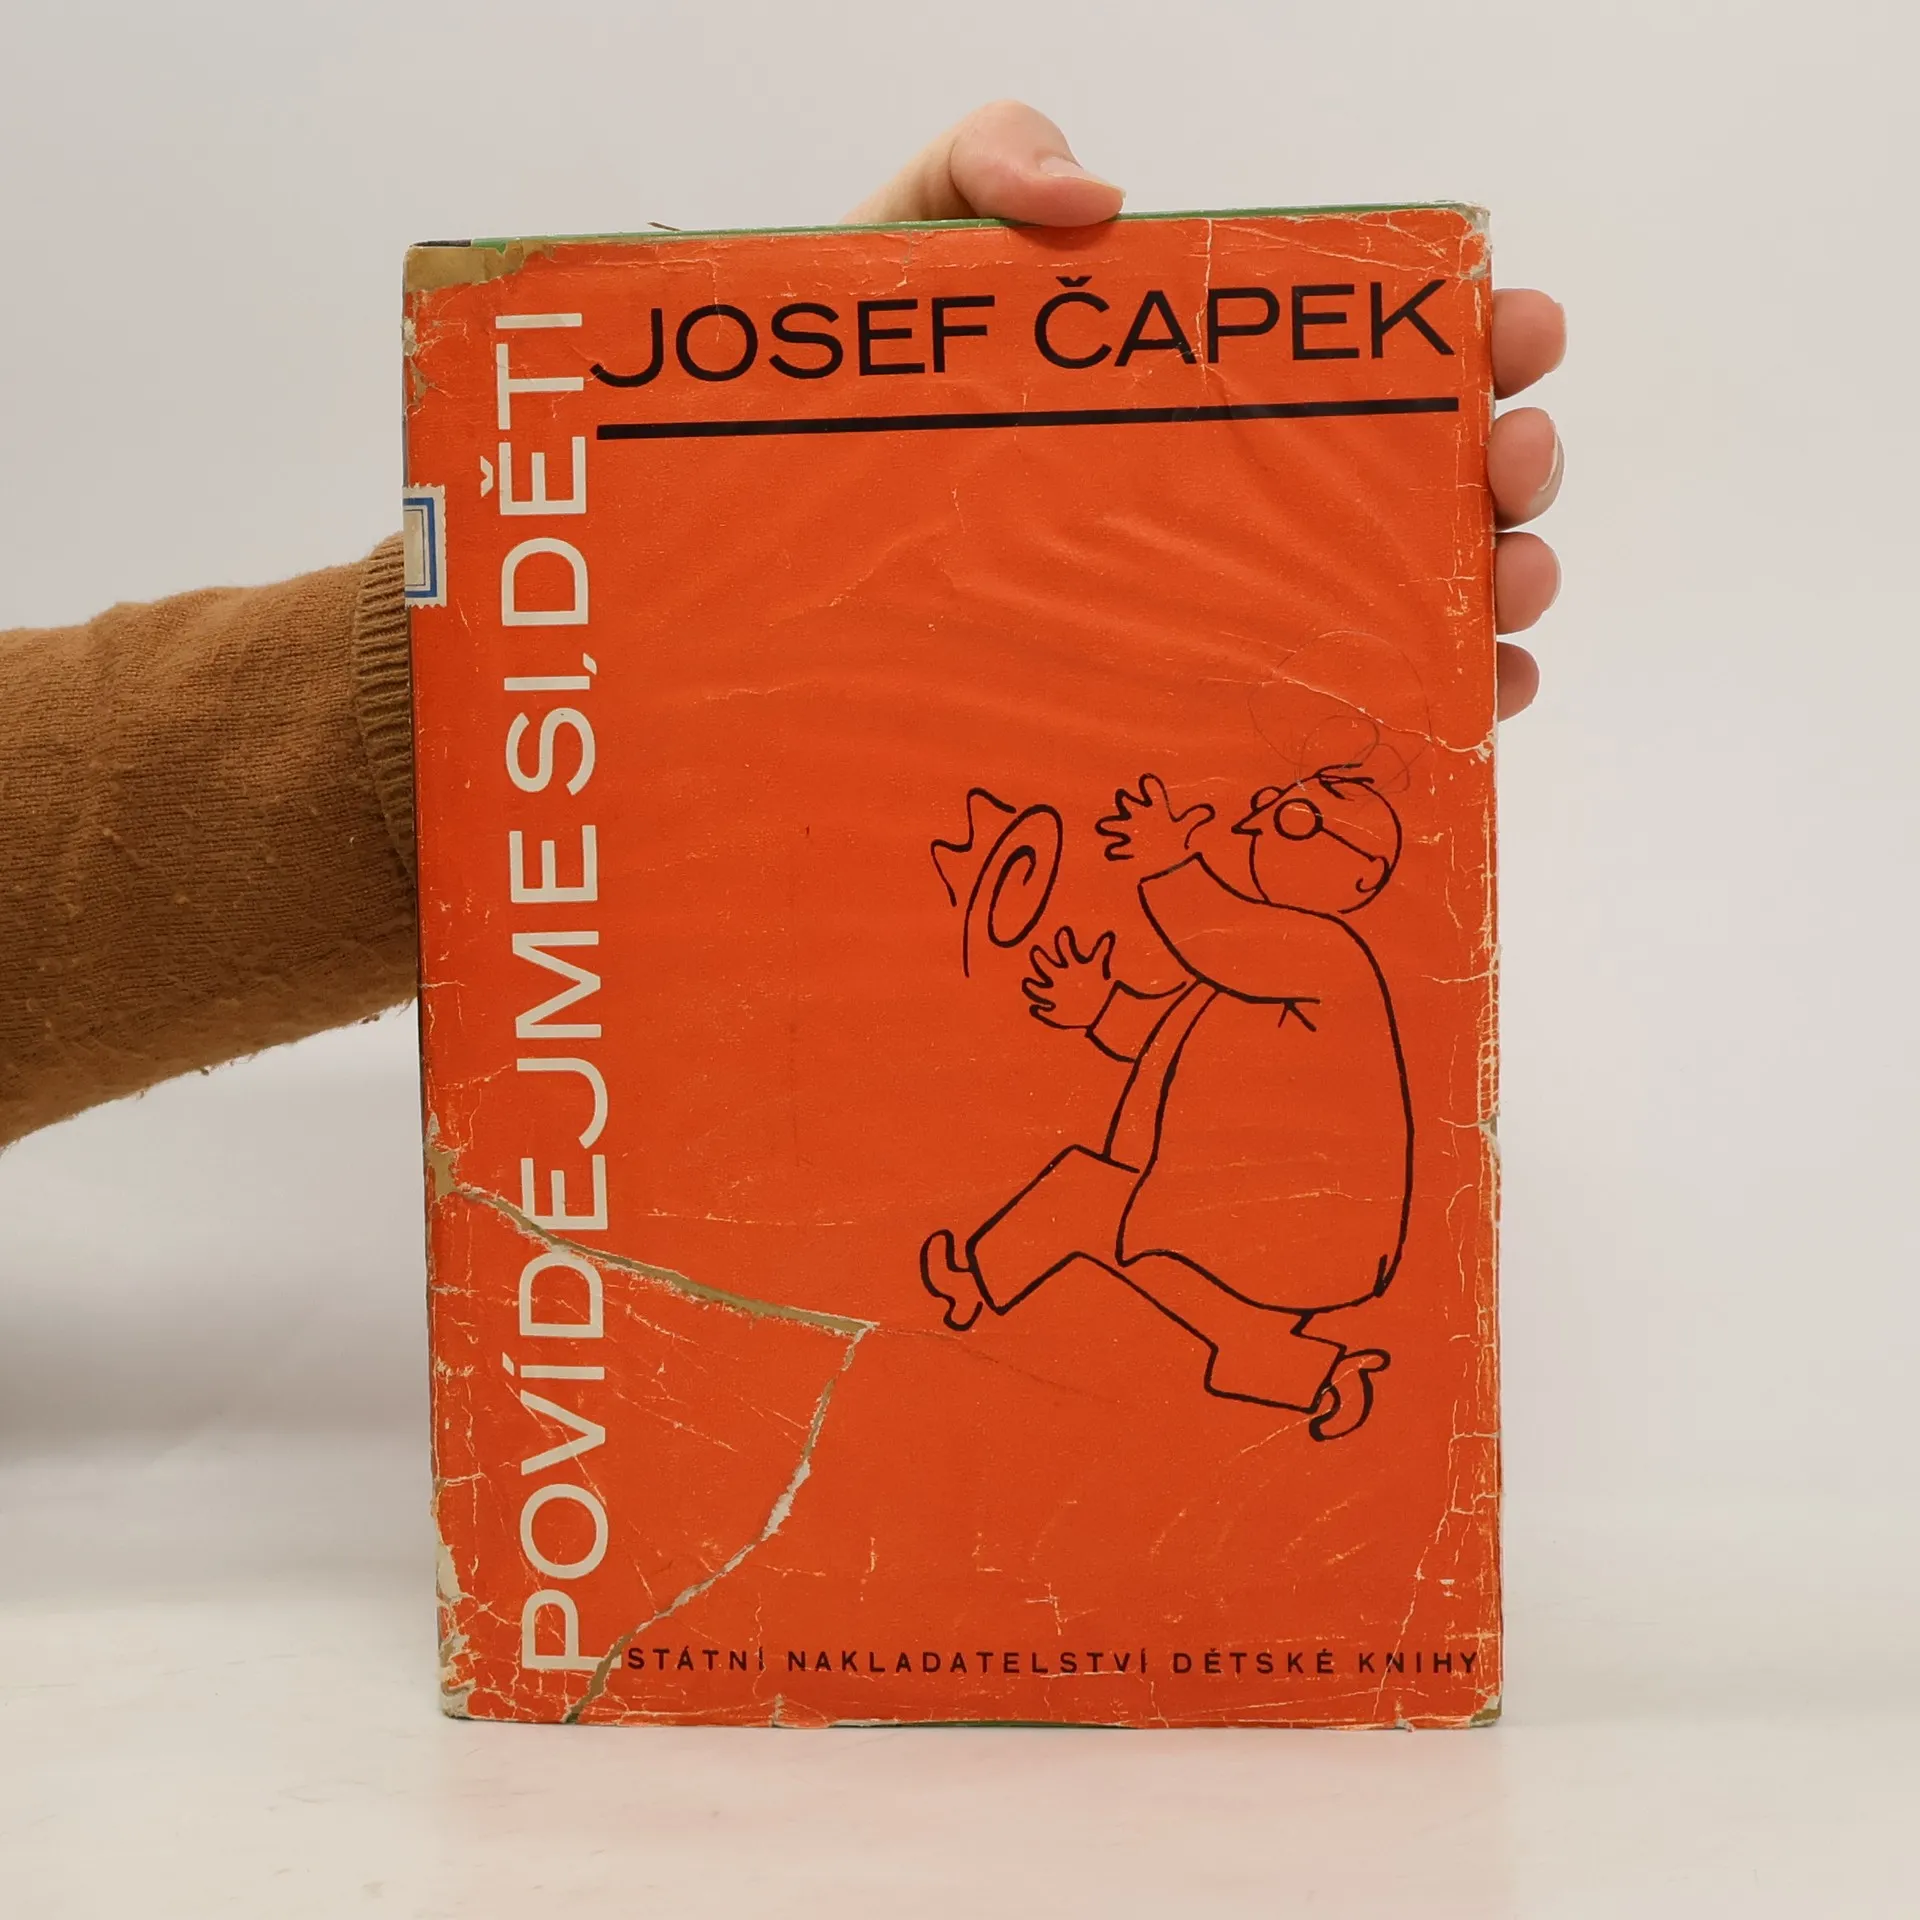 JOSEF ČAPEK
POVÍDEJME SI, DĚTI
STÁTNÍ NAKLADATELSTVÍ DĚTSKÉ KNIHY